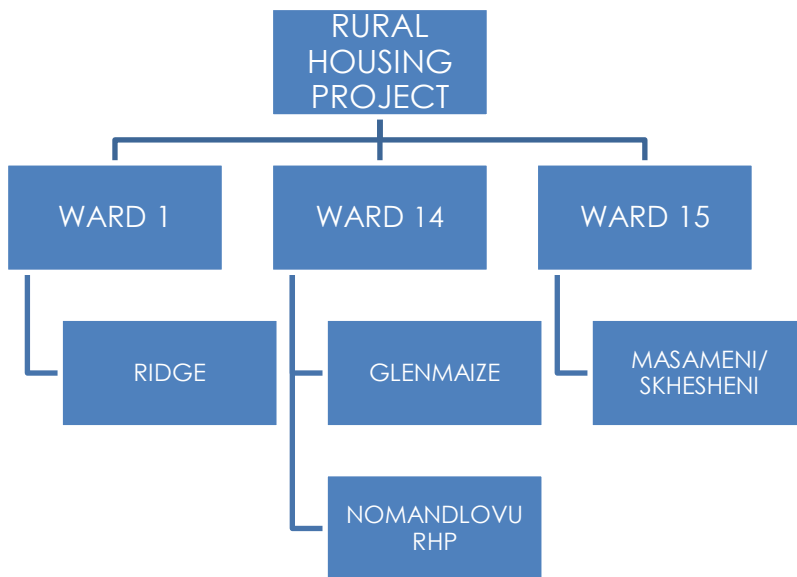 RURAL
HOUSING
PROJECT
WARD 1
WARD 14
WARD 15
RIDGE
GLENMAIZE
MASAMENI/
SKHESHENI
NOMANDLOVU
RHP